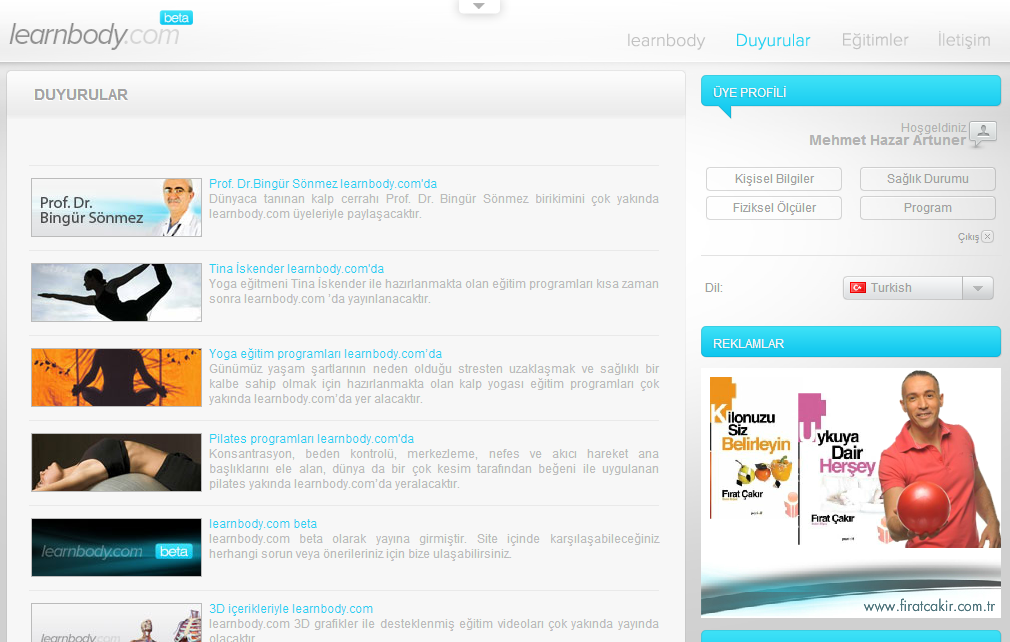 learnbody.com beta
learnbody Duyurular Eğitimler İletişim
DUYURULAR
Prof. Dr.
Bingür Sönmez
Prof. Dr.Bingür Sönmez learnbody.com'da
Dünyaca tanınan kalp cerrahı Prof. Dr. Bingür Sönmez birikimini çok yakında
learnbody.com üyeleriyle paylaşacaktır.
Tina İskender learnbody.com'da
Yoga eğitmeni Tina İskender ile hazırlanmakta olan eğitim programları kısa zaman
sonra learnbody.com 'da yayınlanacaktır.
Yoga eğitim programları learnbody.com'da
Günümüz yaşam şartlarının neden olduğu stresten uzaklaşmak ve sağlıklı bir
kalbe sahip olmak için hazırlanmakta olan kalp yogası eğitim programları çok
yakında learnbody.com'da yer alacaktır.
Pilates programları learnbody.com'da
Konsantrasyon, beden kontrolü, merkezleme, nefes ve akıcı hareket ana
başlıklarını ele alan, dünya da bir çok kesim tarafından beğeni ile uygulanan
pilates yakında learnbody.com'da yeralacaktır.
learnbody.com beta
learnbody.com beta
learnbody.com beta olarak yayına girmiştir. Site içinde karşılaşabileceğiniz
herhangi sorun veya önerileriniz için bize ulaşabilirsiniz.
learnbody.com
3D içerikleriyle learnbody.com
learnbody.com 3D grafikler ile desteklenmiş eğitim videoları çok yakında yayında
olacaktır.
ÜYE PROFİLİ
Hoşgeldiniz
Mehmet Hazar Artuner
Kişisel Bilgiler Sağlık Durumu
Fiziksel Ölçüler Program
Çıkış
Dil: Turkish
REKLAMLAR
Kilonuzu
Siz
Belirleyin
Fırat Çakır
Uykuya
Dair
Herşey
Fırat Çakır
www.firatcakir.com.tr